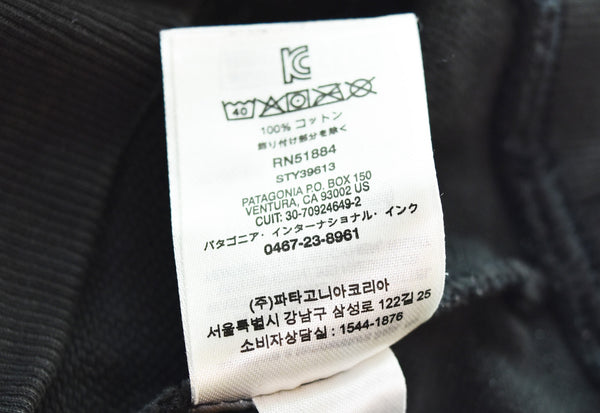 KC
40
100% コットン
飾り付け部分を除く
RN51884
STY39613
PATAGONIA P.O. BOX 150
VENTURA, CA 93002 US
CUIT: 30-70924649-2
パタゴニア・インターナショナル・インク
0467-23-8961
(주)파타고니아코리아
서울특별시 강남구 삼성로 122길 25
소비자상담실 : 1544-1876